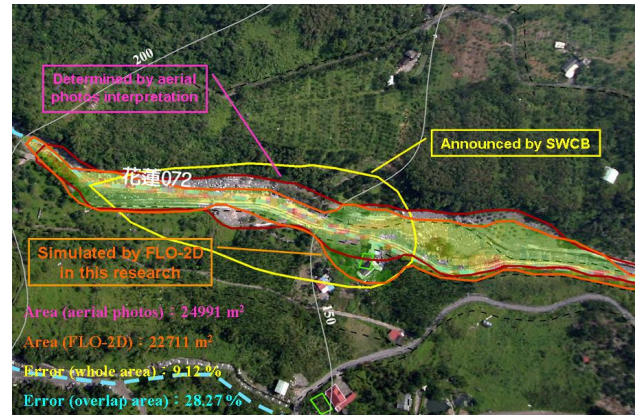 200
Determined by aerial
photos interpretation
Announced by SWCB
花蓮072
Simulated by FLO-2D
In this research
150
Area (aerial photos)：24991 m²
Area (FLO-2D)：22711 m²
Error (whole area)：9.12 %
Error (overlap area)：28.27 %